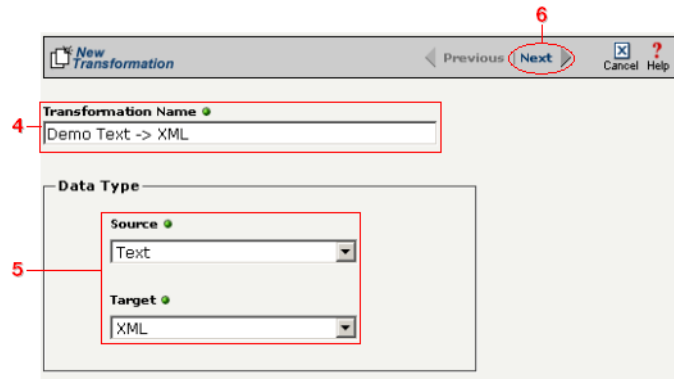 6
New
Transformation
Previous Next
Cancel Help
Transformation Name
4
Demo Text -> XML
Data Type
Source
Text
5
Target
XML